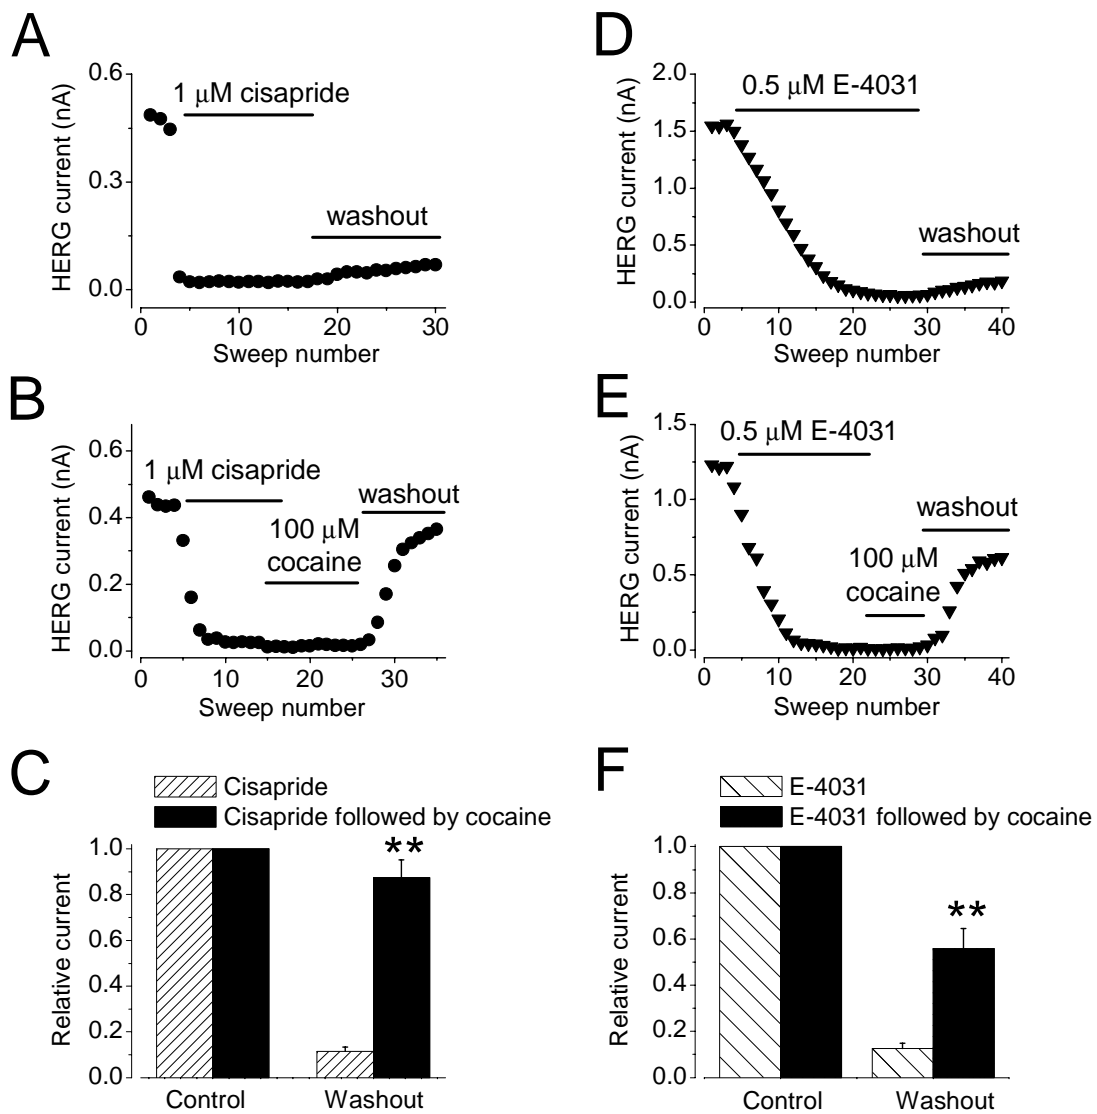 A
HERG current (nA)
0.6
0.3
0.0
1 μM cisapride
washout
0 10 20 30
Sweep number
B
HERG current (nA)
0.6
0.4
0.2
0.0
1 μM cisapride
100 μM
cocaine
washout
0 10 20 30
Sweep number
C
Cisapride
Cisapride followed by cocaine
Relative current
1.0
0.8
0.6
0.4
0.2
0.0
**
Control Washout
D
HERG current (nA)
2.0
1.5
1.0
0.5
0.0
0.5 μM E-4031
washout
0 10 20 30 40
Sweep number
E
HERG current (nA)
1.5
1.0
0.5
0.0
0.5 μM E-4031
100 μM
cocaine
washout
0 10 20 30 40
Sweep number
F
E-4031
E-4031 followed by cocaine
Relative current
1.0
0.8
0.6
0.4
0.2
0.0
**
Control Washout